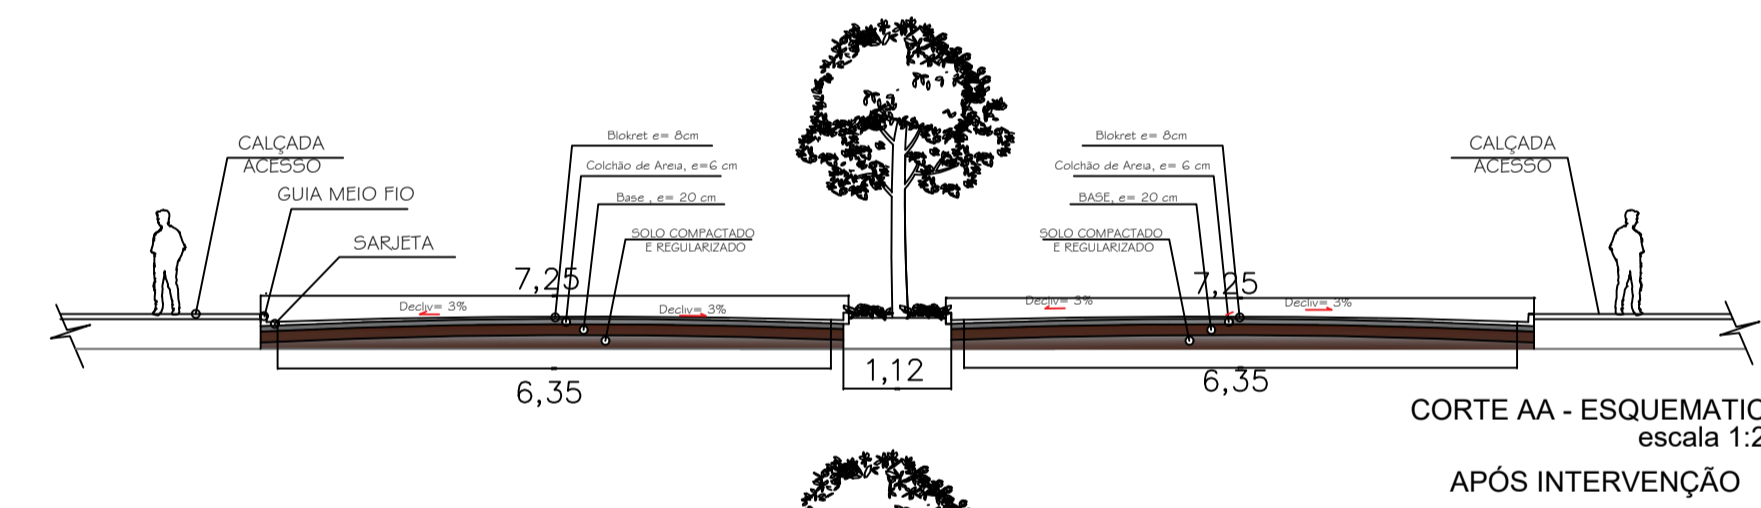 CALÇADA
ACESSO
GUIA MEIO FIO
SARJETA
Blokret e= 8cm
Colchão de Areia, e=6 cm
Base , e= 20 cm
SOLO COMPACTADO
E REGULARIZADO
7,25
Decliv= 3%
Decliv= 3%
6,35
1,12
Blokret e= 8cm
Colchão de Areia, e= 6 cm
BASE, e= 20 cm
SOLO COMPACTADO
E REGULARIZADO
7,25
Decliv= 3%
Decliv= 3%
6,35
CALÇADA
ACESSO
CORTE AA - ESQUEMATIC
escala 1:2
APÓS INTERVENÇÃO